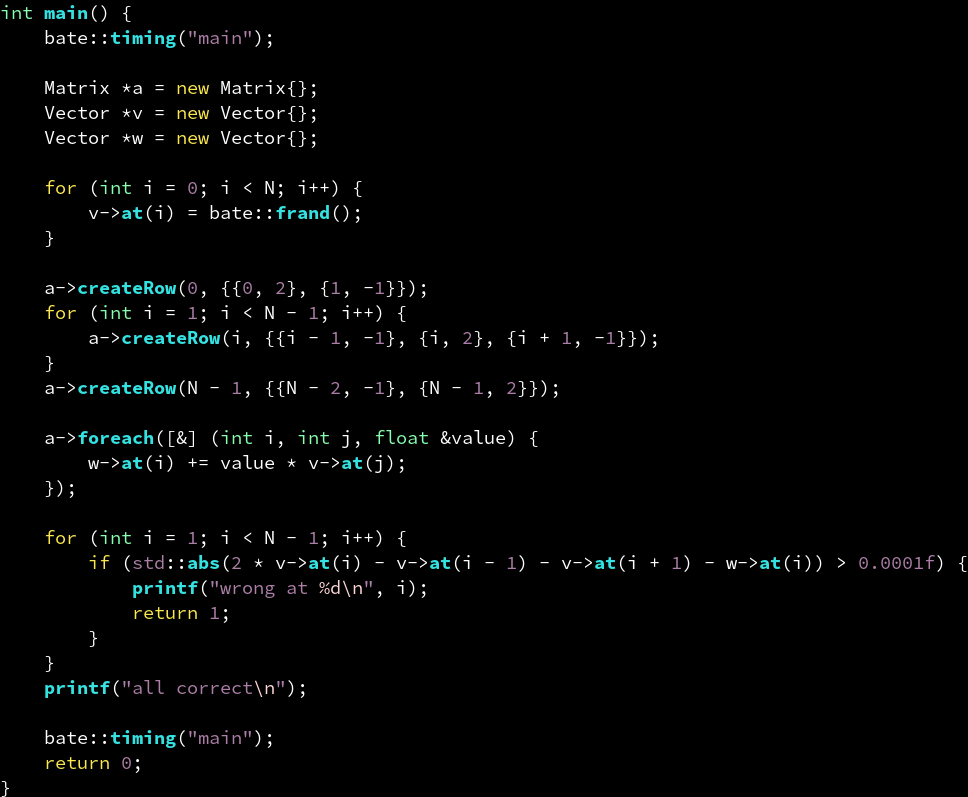 int main() {
    bate::timing("main");

    Matrix *a = new Matrix{};
    Vector *v = new Vector{};
    Vector *w = new Vector{};

    for (int i = 0; i < N; i++) {
        v->at(i) = bate::frand();
    }

    a->createRow(0, {{0, 2}, {1, -1}});
    for (int i = 1; i < N - 1; i++) {
        a->createRow(i, {{i - 1, -1}, {i, 2}, {i + 1, -1}});
    }
    a->createRow(N - 1, {{N - 2, -1}, {N - 1, 2}});

    a->foreach([&] (int i, int j, float &value) {
        w->at(i) += value * v->at(j);
    });

    for (int i = 1; i < N - 1; i++) {
        if (std::abs(2 * v->at(i) - v->at(i - 1) - v->at(i + 1) - w->at(i)) > 0.0001f) {
            printf("wrong at %d\n", i);
            return 1;
        }
    }
    printf("all correct\n");

    bate::timing("main");
    return 0;
}